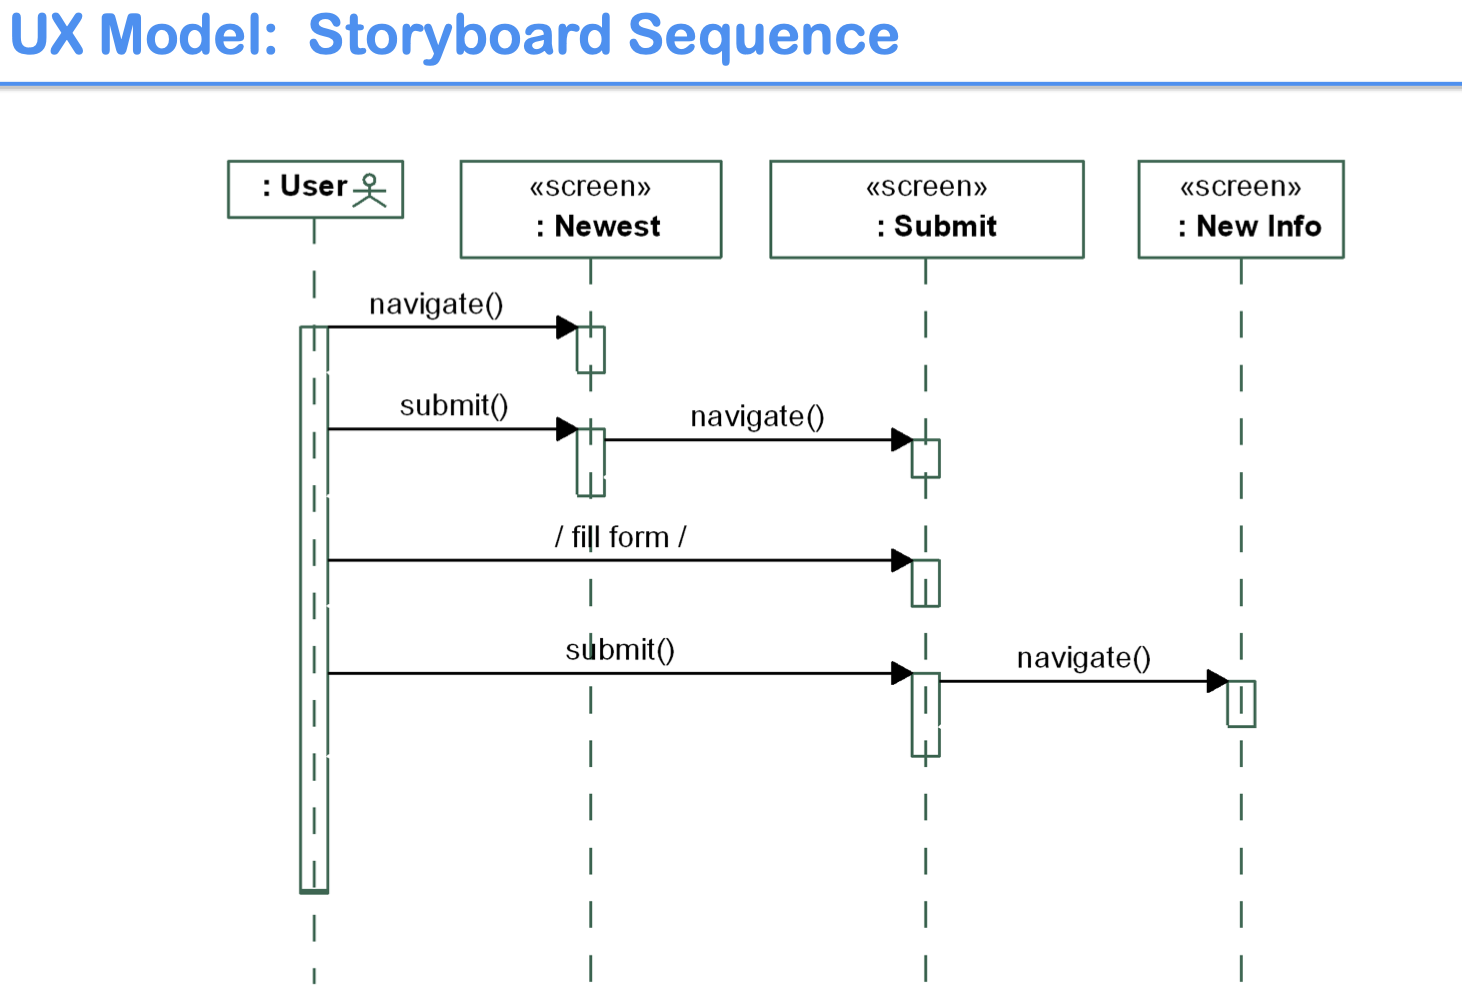 UX Model:  Storyboard Sequence
: User
«screen»
: Newest
«screen»
: Submit
«screen»
: New Info
navigate()
submit()
navigate()
/ fill form /
submit()
navigate()